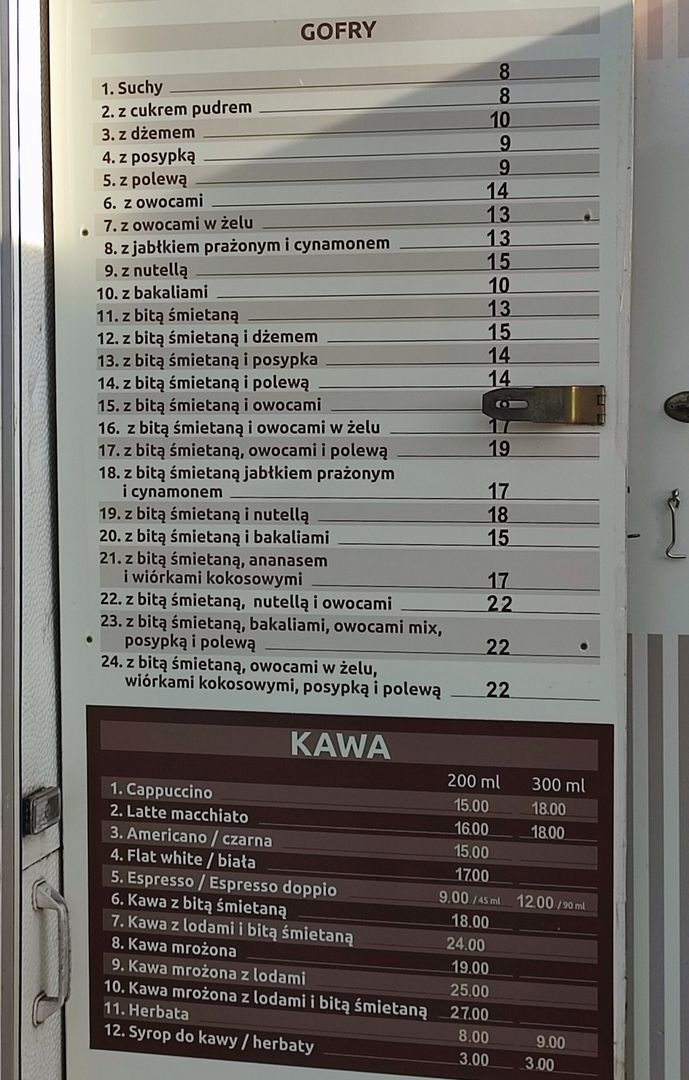 GOFRY
1. Suchy 8
2. z cukrem pudrem 8
3. z dżemem 10
4. z posypką 9
5. z polewą 9
6. z owocami 14
7. z owocami w żelu 13
8. z jabłkiem prażonym i cynamonem 13
9. z nutellą 15
10. z bakaliami 10
11. z bitą śmietaną 13
12. z bitą śmietaną i dżemem 15
13. z bitą śmietaną i posypka 14
14. z bitą śmietaną i polewą 14
15. z bitą śmietaną i owocami
16. z bitą śmietaną i owocami w żelu 17
17. z bitą śmietaną, owocami i polewą 19
18. z bitą śmietaną jabłkiem prażonym
i cynamonem 17
19. z bitą śmietaną i nutellą 18
20. z bitą śmietaną i bakaliami 15
21. z bitą śmietaną, ananasem
i wiórkami kokosowymi 17
22. z bitą śmietaną, nutellą i owocami 22
23. z bitą śmietaną, bakaliami, owocami mix,
posypką i polewą 22
24. z bitą śmietaną, owocami w żelu,
wiórkami kokosowymi, posypką i polewą 22
KAWA
200 ml 300 ml
1. Cappuccino 15.00 18.00
2. Latte macchiato 16.00 18.00
3. Americano / czarna 15.00
4. Flat white / biała 17.00
5. Espresso / Espresso doppio 9.00 / 45 ml 12.00 / 90 ml
6. Kawa z bitą śmietaną 18.00
7. Kawa z lodami i bitą śmietaną 24.00
8. Kawa mrożona 19.00
9. Kawa mrożona z lodami 25.00
10. Kawa mrożona z lodami i bitą śmietaną 27.00
11. Herbata 8.00 9.00
12. Syrop do kawy / herbaty 3.00 3.00